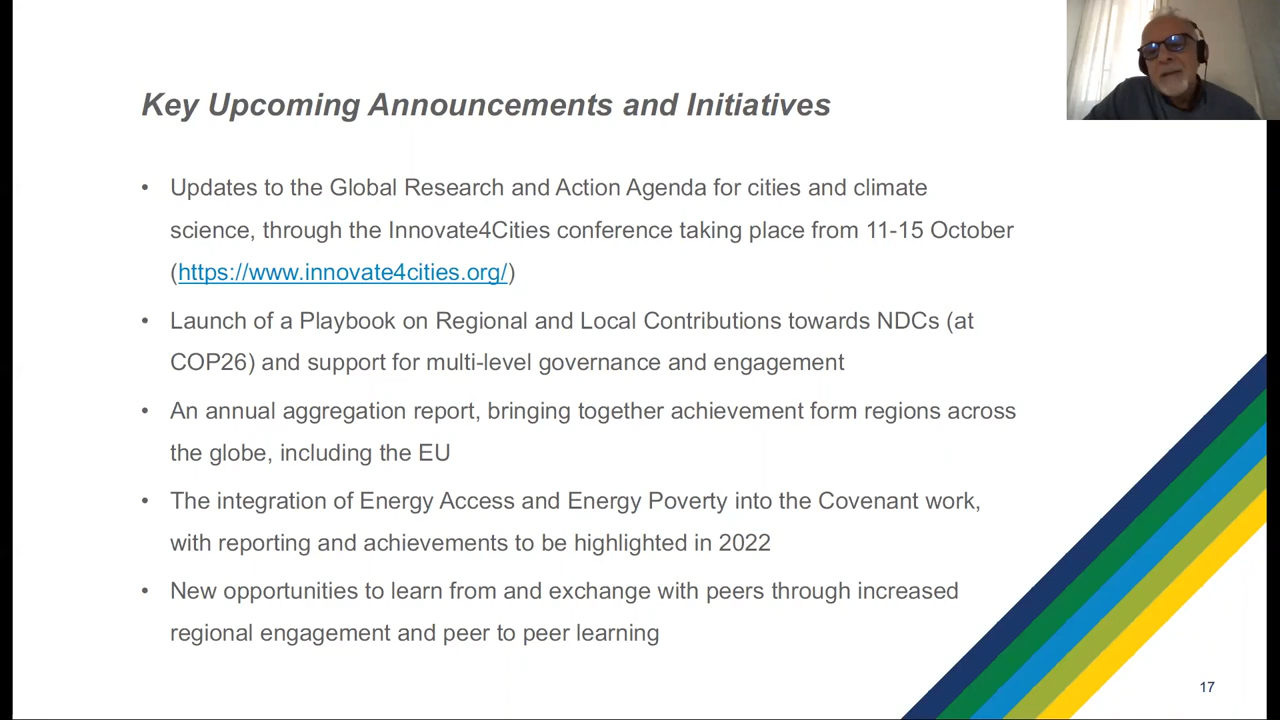 Key Upcoming Announcements and Initiatives
• Updates to the Global Research and Action Agenda for cities and climate
science, through the Innovate4Cities conference taking place from 11-15 October
(https://www.innovate4cities.org/)
• Launch of a Playbook on Regional and Local Contributions towards NDCs (at
COP26) and support for multi-level governance and engagement
• An annual aggregation report, bringing together achievement form regions across
the globe, including the EU
• The integration of Energy Access and Energy Poverty into the Covenant work,
with reporting and achievements to be highlighted in 2022
• New opportunities to learn from and exchange with peers through increased
regional engagement and peer to peer learning
17